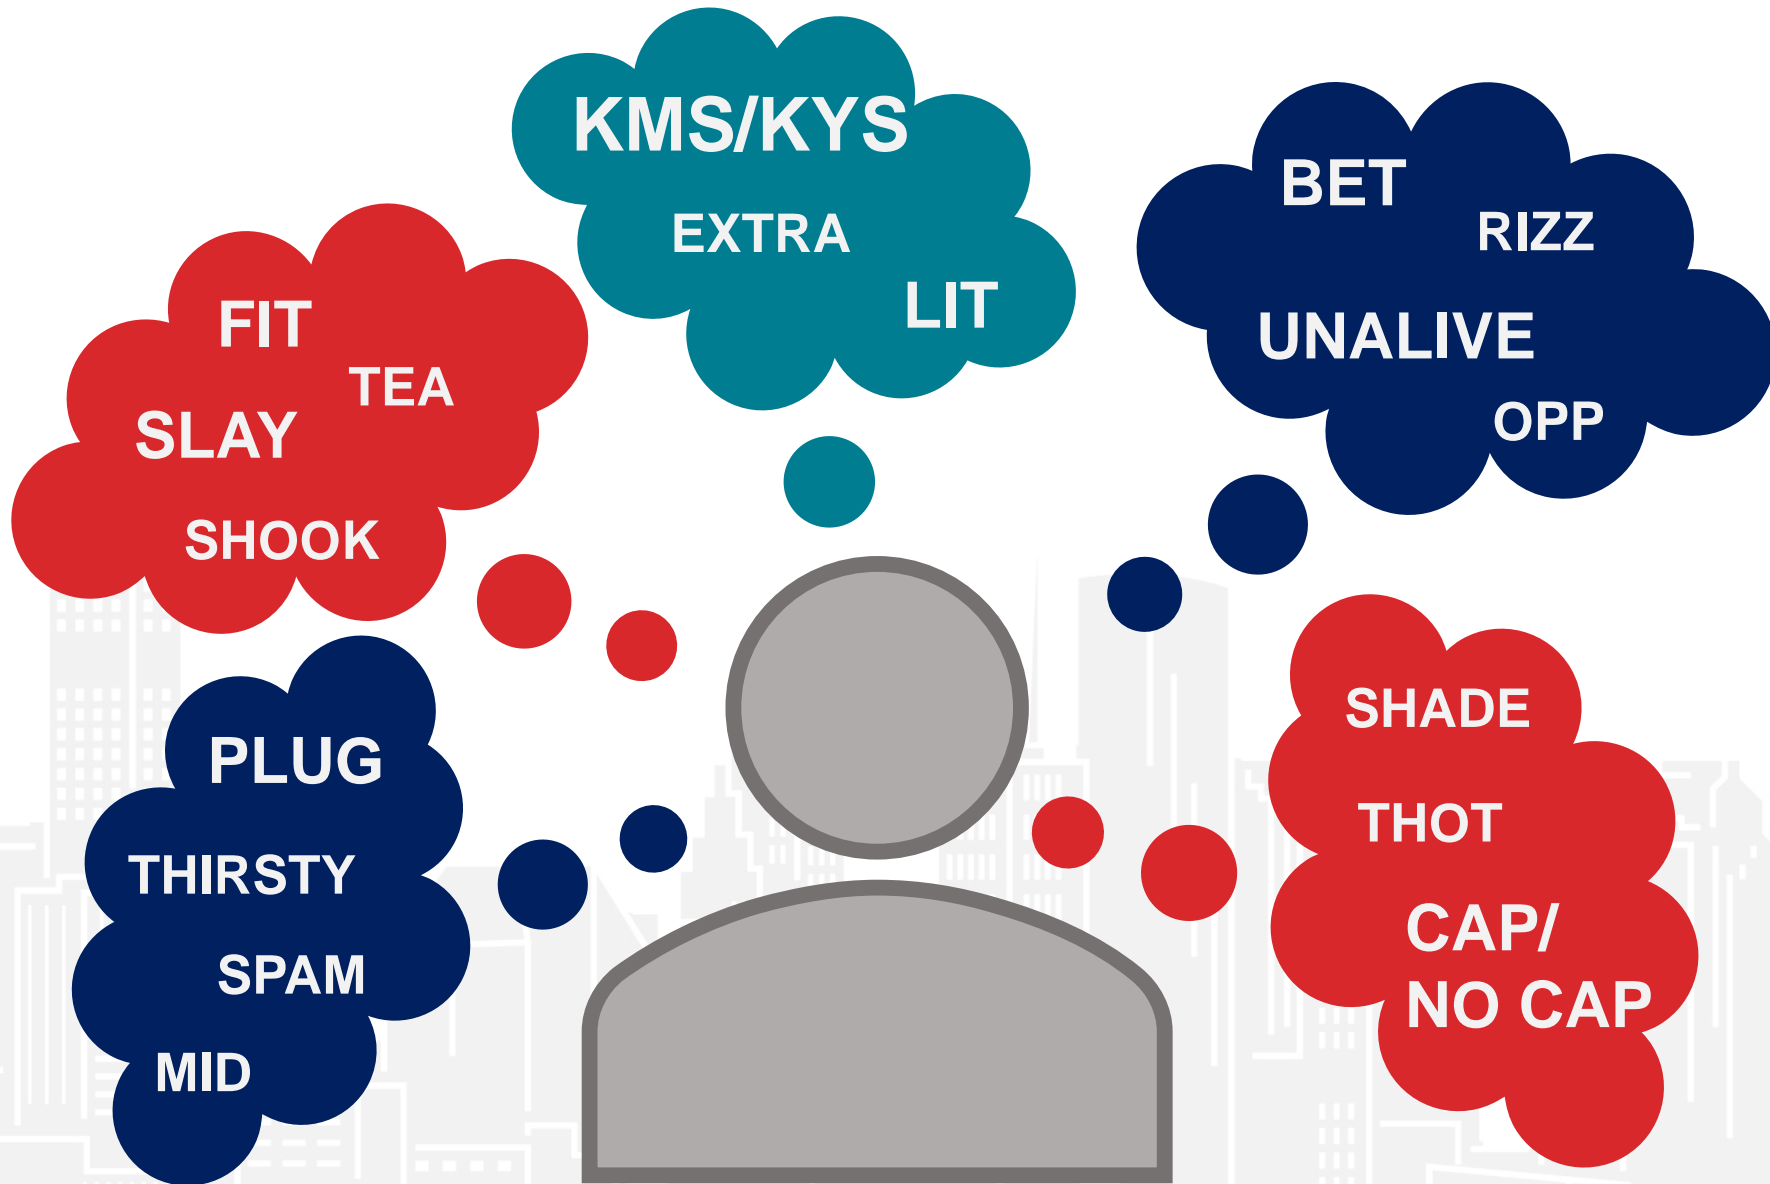 KMS/KYS
EXTRA
LIT
BET
RIZZ
UNALIVE
OPP
FIT
TEA
SLAY
SHOOK
PLUG
THIRSTY
SPAM
MID
SHADE
THOT
CAP/
NO CAP